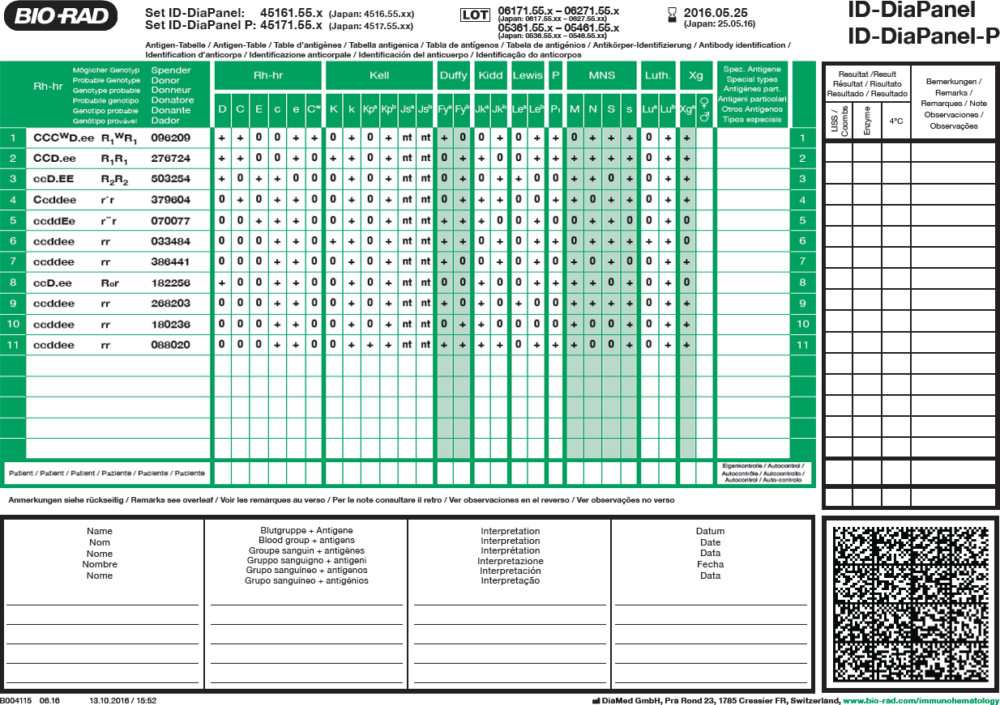 BIO-RAD
Set ID-DiaPanel: 45161.55.x (Japan: 4516.55.xx)
Set ID-DiaPanel P: 45171.55.x (Japan: 4517.55.xx)
LOT 06171.55.x – 06271.55.x
(Japan: 0617.55.xx – 0627.55.xx)
05361.55.x – 05461.55.x
(Japan: 0536.55.xx – 0546.55.xx)
2016.05.25
(Japan: 25.05.16)
ID-DiaPanel
ID-DiaPanel-P
Antigen-Tabelle / Antigen-Table / Table d'antigènes / Tabella antigenica / Tabla de antígenos / Tabela de antigénios / Antikörper-Identifizierung / Antibody identification /
Identification d'anticorps / Identificazione anticorpale / Identificación del anticuerpo / Identificação do anticorpos
Rh-hr
Möglicher Genotyp
Probable Genotype
Genotype probable
Probabile genotipo
Genotipo probable
Genótipo provável
Spender
Donor
Donneur
Donatore
Donante
Dador
Rh-hr Kell Duffy Kidd Lewis P MNS Luth. Xg
D C E c e Cʷ K k Kpᵃ Kpᵇ Jsᵃ Jsᵇ Fyᵃ Fyᵇ Jkᵃ Jkᵇ Leᵃ Leᵇ P₁ M N S s Luᵃ Luᵇ Xgᵃ ♀ ♂
Spez. Antigene
Special types
Antigènes part.
Antigeni particolari
Otros Antígenos
Tipos especiais
Resultat /Result
Résultat / Risultato
Resultado / Resultado
LISS / Coombs
Enzyme
4°C
Bemerkungen /
Remarks /
Remarques / Note
Observaciones /
Observações
1 CCCᵂD.ee R₁ᵂR₁ 096209 + + 0 0 + + 0 + 0 + nt nt + 0 0 + 0 + + 0 + + + 0 + + 1
2 CCD.ee R₁R₁ 276724 + + 0 0 + 0 + + 0 + nt nt 0 + + 0 0 + + + + + + 0 + + 2
3 ccD.EE R₂R₂ 503254 + 0 + + 0 0 0 + 0 + nt nt 0 + 0 + + 0 0 + + 0 + 0 + + 3
4 Ccddee r´r 379604 0 + 0 + + 0 0 + 0 + nt nt 0 + + + 0 0 + + 0 + + 0 + + 4
5 ccddEe r˝r 070077 0 0 + + + 0 0 + 0 + nt nt + + + 0 0 + 0 0 + + 0 0 + 0 5
6 ccddee rr 033484 0 0 0 + + 0 + + 0 + nt nt + + 0 + 0 + + 0 + + + + + 0 6
7 ccddee rr 386441 0 0 0 + + 0 0 + 0 + nt nt + 0 0 + 0 + 0 + 0 + 0 0 + + 7
8 ccD.ee R₀r 182256 + 0 0 + + 0 0 + 0 + nt nt 0 0 + 0 0 + + + + 0 + 0 + 0 8
9 ccddee rr 268203 0 0 0 + + 0 0 + 0 + nt nt + 0 + 0 + 0 0 + + + + 0 + + 9
10 ccddee rr 180236 0 0 0 + + 0 0 + 0 + nt nt 0 + + 0 0 0 + + 0 0 + 0 + + 10
11 ccddee rr 088020 0 0 0 + + 0 0 + + + nt nt + + + + 0 + + + 0 0 + 0 + + 11
Patient / Patient / Patient / Paziente / Paciente / Paciente
Eigenkontrolle / Autocontrol /
Autocontrôle / Autocontrollo /
Autocontrol / Auto-controlo
Anmerkungen siehe rückseitig / Remarks see overleaf / Voir les remarques au verso / Per le note consultare il retro / Ver observaciones en el reverso / Ver observações no verso
Name
Nom
Nome
Nombre
Nome
Blutgruppe + Antigene
Blood group + antigens
Groupe sanguin + antigènes
Gruppo sanguigno + antigeni
Grupo sanguíneo + antígenos
Grupo sanguíneo + antigénios
Interpretation
Interpretation
Interprétation
Interpretazione
Interpretación
Interpretação
Datum
Date
Data
Fecha
Data
B004115 06.16 13.10.2016 / 15:52
DiaMed GmbH, Pra Rond 23, 1785 Cressier FR, Switzerland, www.bio-rad.com/immunohematology